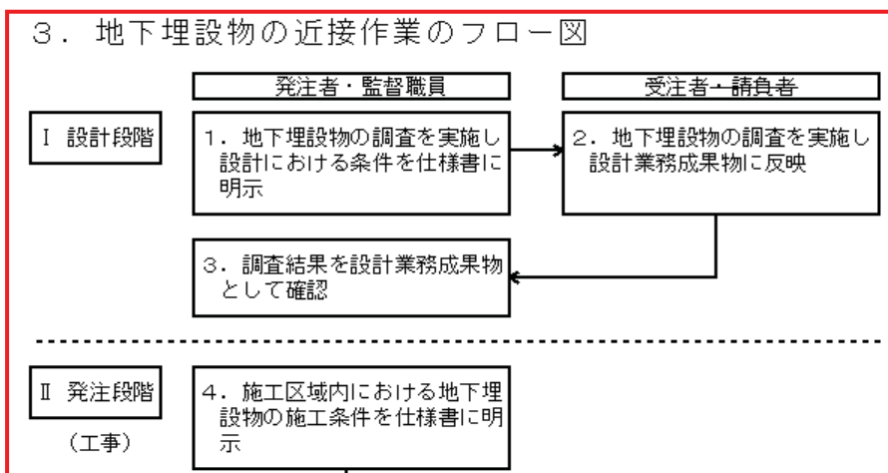 ３．地下埋設物の近接作業のフロー図
発注者・監督職員
受注者・請負者
Ⅰ 設計段階
１．地下埋設物の調査を実施し
設計における条件を仕様書に
明示
２．地下埋設物の調査を実施し
設計業務成果物に反映
３．調査結果を設計業務成果物
として確認
Ⅱ 発注段階
（工事）
４．施工区域内における地下埋
設物の施工条件を仕様書に明
示